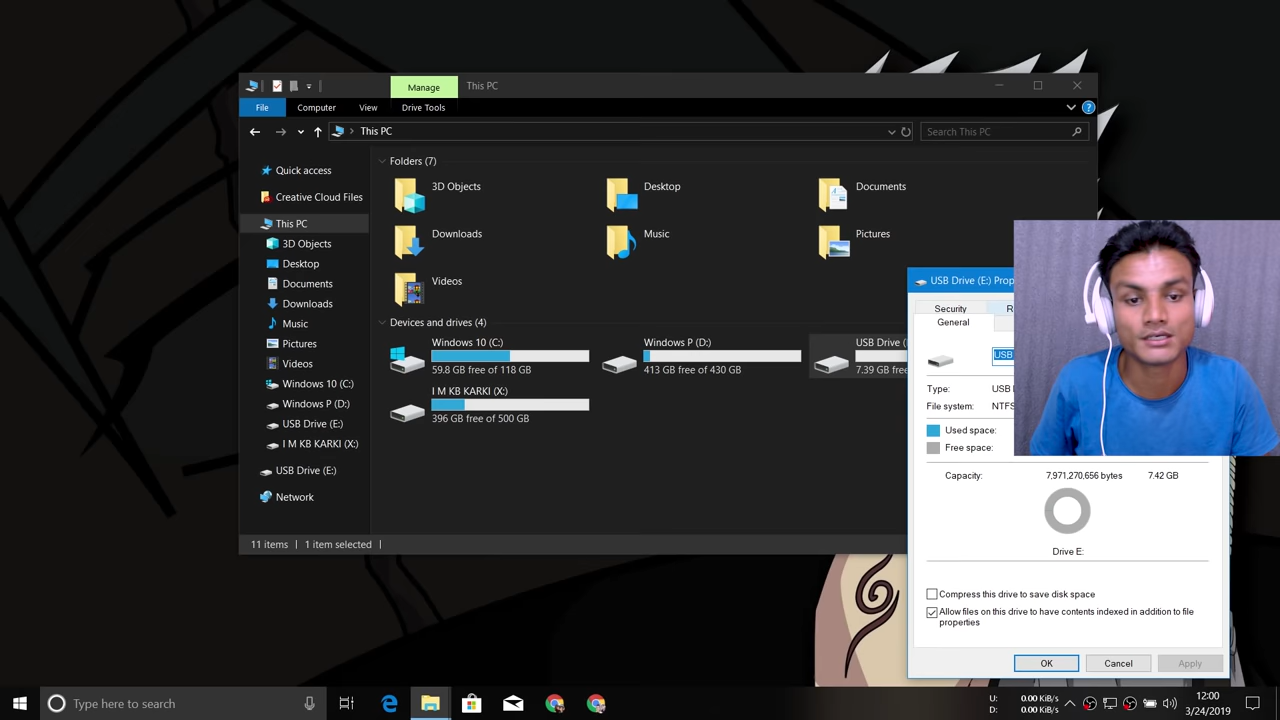 Manage
This PC
File
Computer
View
Drive Tools
This PC
Search This PC
Quick access
Creative Cloud Files
This PC
3D Objects
Desktop
Documents
Downloads
Music
Pictures
Videos
Windows 10 (C:)
Windows P (D:)
USB Drive (E:)
I M KB KARKI (X:)
USB Drive (E:)
Network
Folders (7)
3D Objects
Desktop
Documents
Downloads
Music
Pictures
Videos
Devices and drives (4)
Windows 10 (C:)
59.8 GB free of 118 GB
Windows P (D:)
413 GB free of 430 GB
USB Drive (
7.39 GB free
I M KB KARKI (X:)
396 GB free of 500 GB
11 items
1 item selected
USB Drive (E:) Prop
Security
General
USB
Type: USB
File system: NTFS
Used space:
Free space:
Capacity: 7,971,270,656 bytes 7.42 GB
Drive E:
Compress this drive to save disk space
Allow files on this drive to have contents indexed in addition to file
properties
OK
Cancel
Apply
Type here to search
U: 0.00 KiB/s
D: 0.00 KiB/s
12:00
3/24/2019